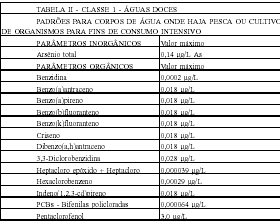 TABELA II - CLASSE 1 - ÁGUAS DOCES
PADRÕES PARA CORPOS DE ÁGUA ONDE HAJA PESCA OU CULTIVO
DE ORGANISMOS PARA FINS DE CONSUMO INTENSIVO
PARÂMETROS INORGÂNICOS Valor máximo
Arsênio total 0,14 µg/L As
PARÂMETROS ORGÂNICOS Valor máximo
Benzidina 0,0002 µg/L
Benzo(a)antraceno 0,018 µg/L
Benzo(a)pireno 0,018 µg/L
Benzo(b)fluoranteno 0,018 µg/L
Benzo(k)fluoranteno 0,018 µg/L
Criseno 0,018 µg/L
Dibenzo(a,h)antraceno 0,018 µg/L
3,3-Diclorobenzidina 0,028 µg/L
Heptacloro epóxido + Heptacloro 0,000039 µg/L
Hexaclorobenzeno 0,00029 µg/L
Indeno(1,2,3-cd)pireno 0,018 µg/L
PCBs - Bifenilas policloradas 0,000064 µg/L
Pentaclorofenol 3,0 µg/L